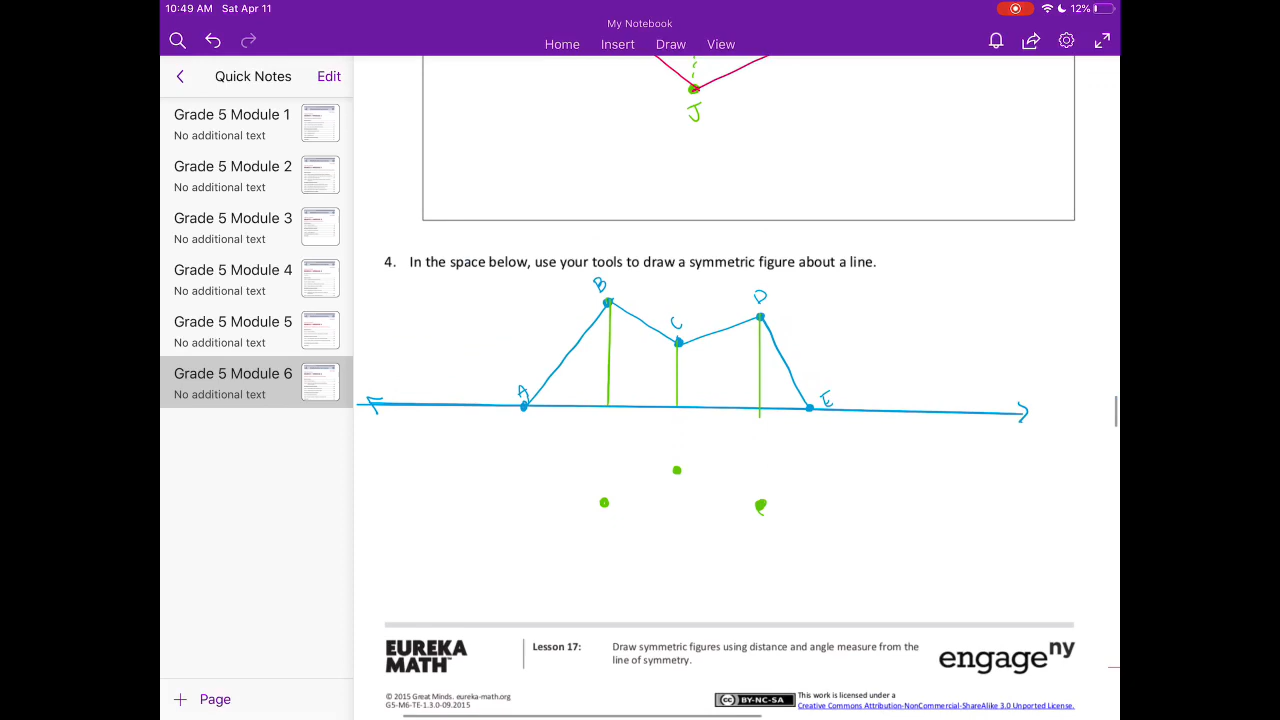 10:49 AM Sat Apr 11
12%
My Notebook
Home Insert Draw View
Quick Notes Edit
Grade 5 Module 1
No additional text
Grade 5 Module 2
No additional text
Grade 5 Module 3
No additional text
Grade 5 Module 4
No additional text
Grade 5 Module 5
No additional text
Grade 5 Module 6
No additional text
+ Page
J
4. In the space below, use your tools to draw a symmetric figure about a line.
B
D
C
A
E
EUREKA
MATH™
Lesson 17: Draw symmetric figures using distance and angle measure from the
line of symmetry.
engage ny
© 2015 Great Minds. eureka-math.org
G5-M6-TE-1.3.0-09.2015
cc BY-NC-SA
This work is licensed under a
Creative Commons Attribution-NonCommercial-ShareAlike 3.0 Unported License.